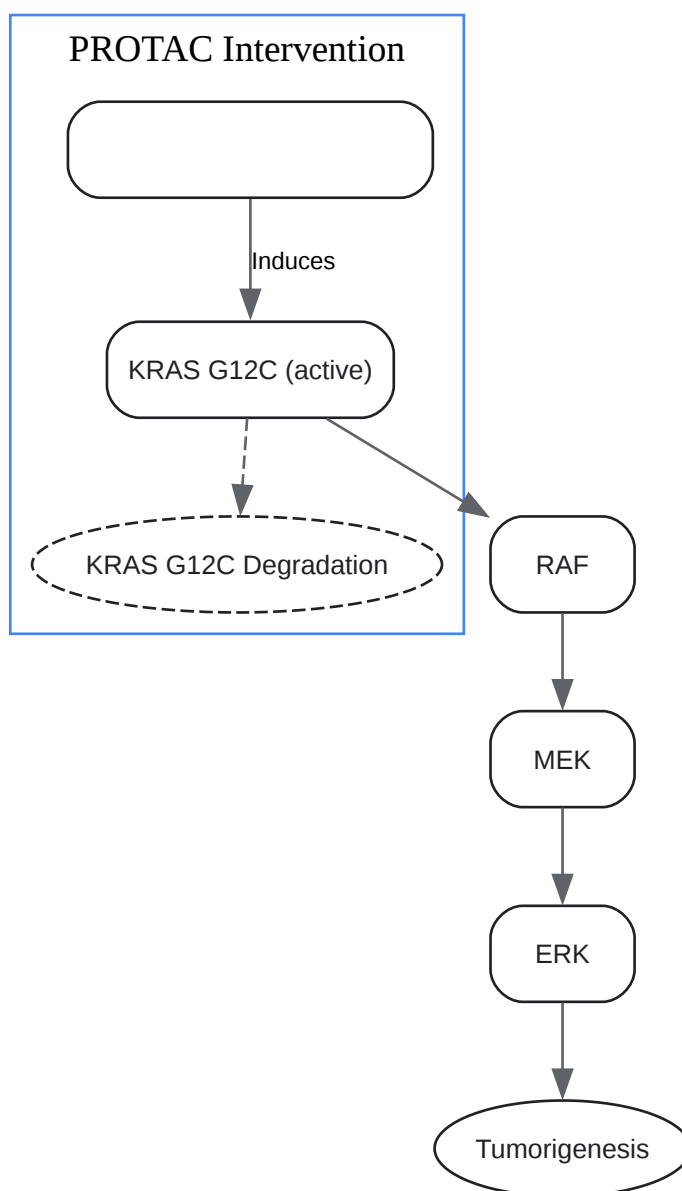 PROTAC Intervention
Induces
KRAS G12C (active)
KRAS G12C Degradation
RAF
MEK
ERK
Tumorigenesis